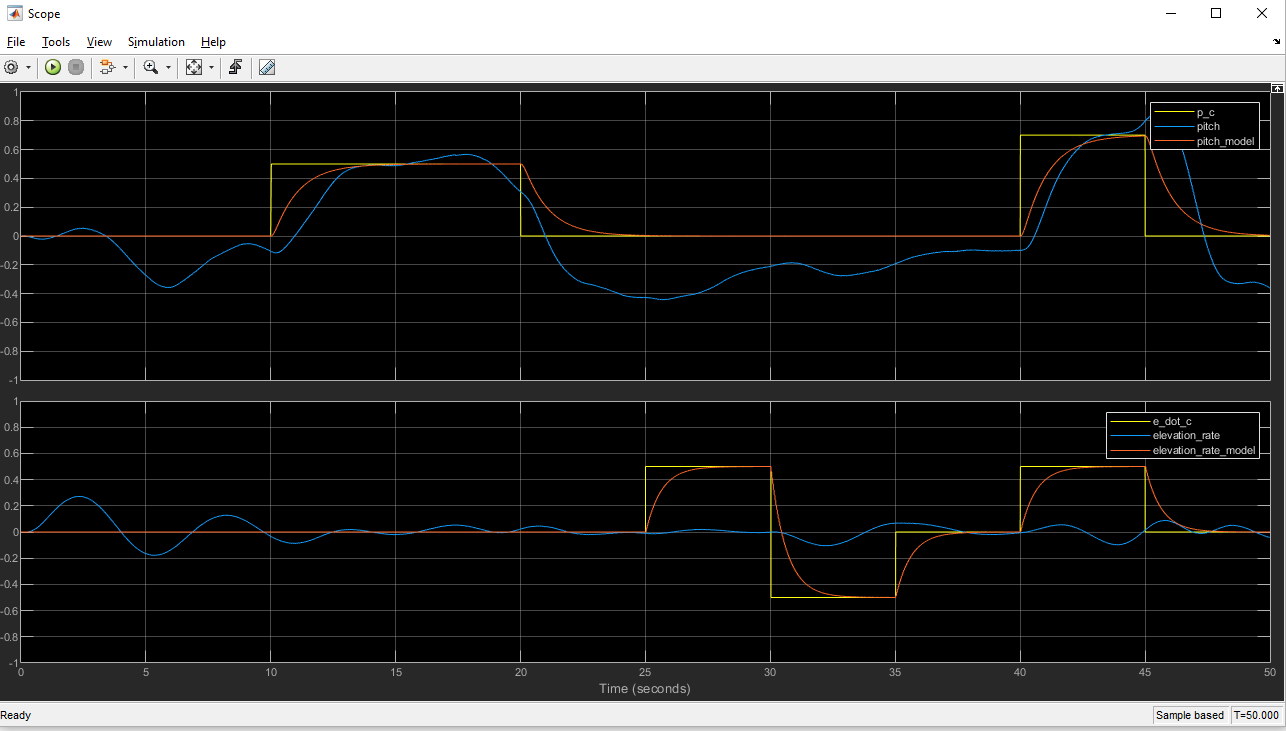 Scope
File Tools View Simulation Help
1
0.8
0.6
0.4
0.2
0
-0.2
-0.4
-0.6
-0.8
-1
p_c
pitch
pitch_model
1
0.8
0.6
0.4
0.2
0
-0.2
-0.4
-0.6
-0.8
-1
e_dot_c
elevation_rate
elevation_rate_model
0 5 10 15 20 25 30 35 40 45 50
Time (seconds)
Ready Sample based T=50.000